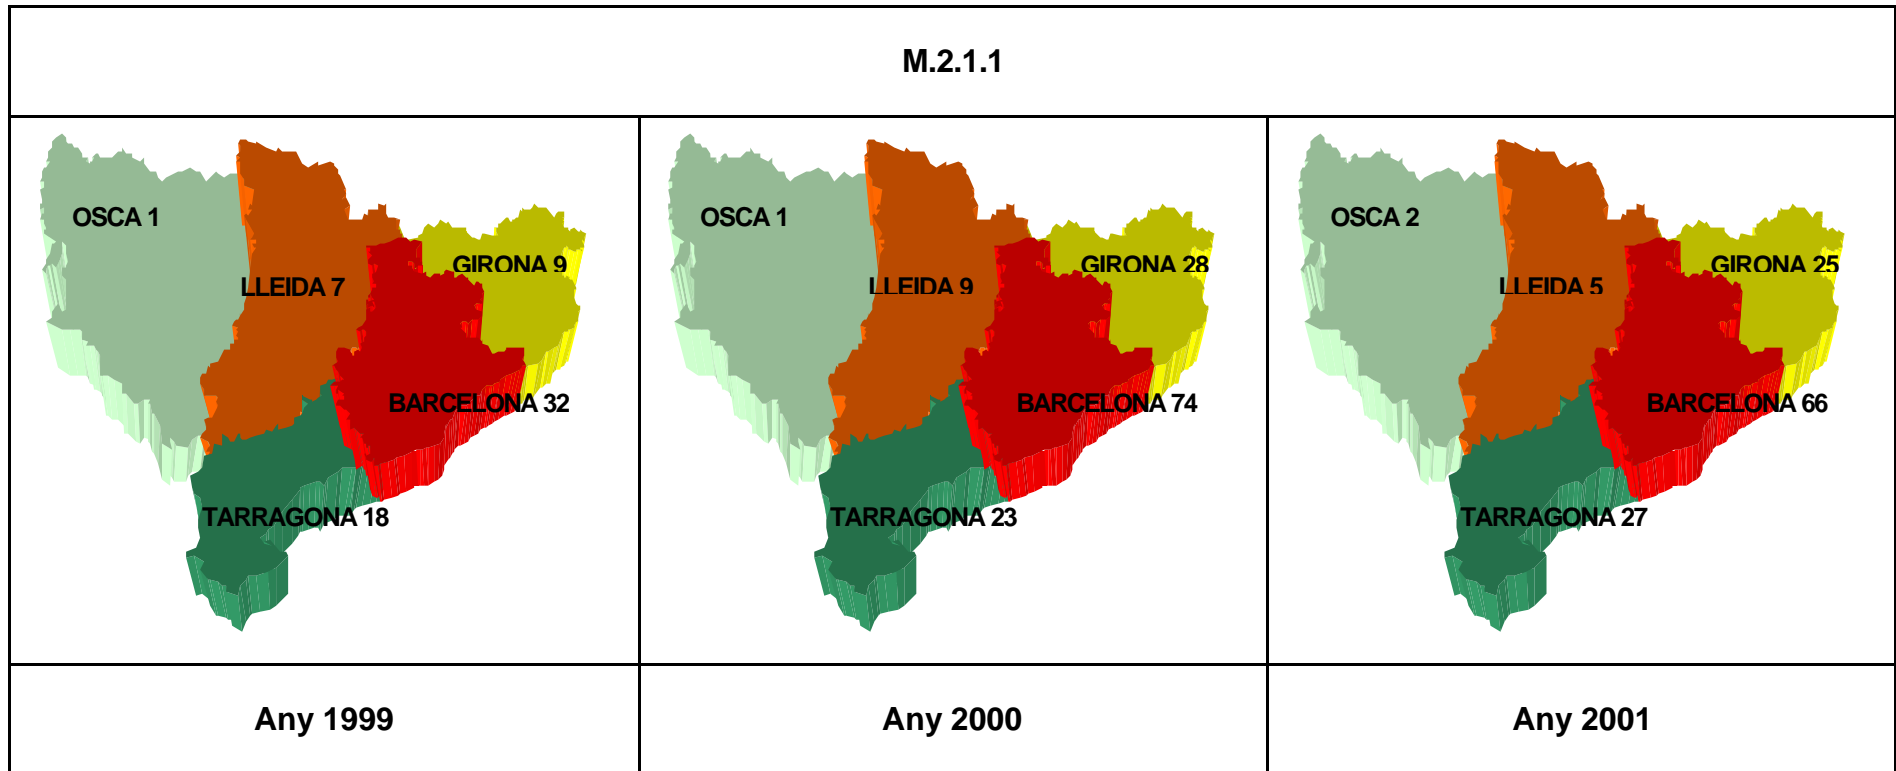 M.2.1.1
OSCA 1
LLEIDA 7
GIRONA 9
BARCELONA 32
TARRAGONA 18
OSCA 1
LLEIDA 9
GIRONA 28
BARCELONA 74
TARRAGONA 23
OSCA 2
LLEIDA 5
GIRONA 25
BARCELONA 66
TARRAGONA 27
Any 1999
Any 2000
Any 2001